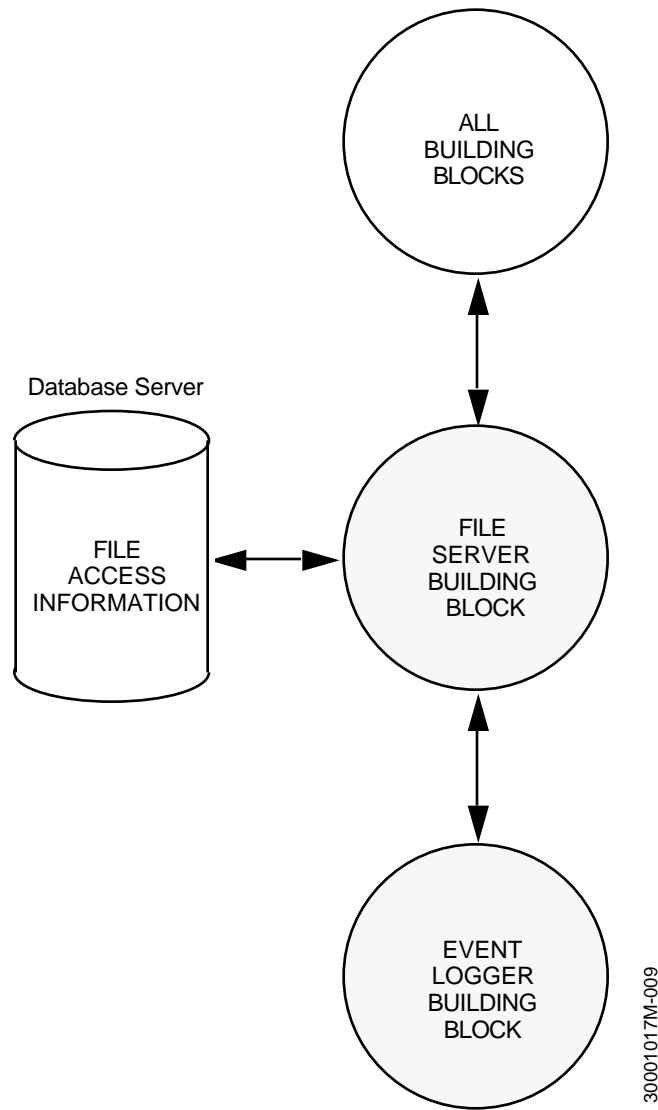 ALL
BUILDING
BLOCKS
Database Server
FILE
ACCESS
INFORMATION
FILE
SERVER
BUILDING
BLOCK
EVENT
LOGGER
BUILDING
BLOCK
30001017M-009